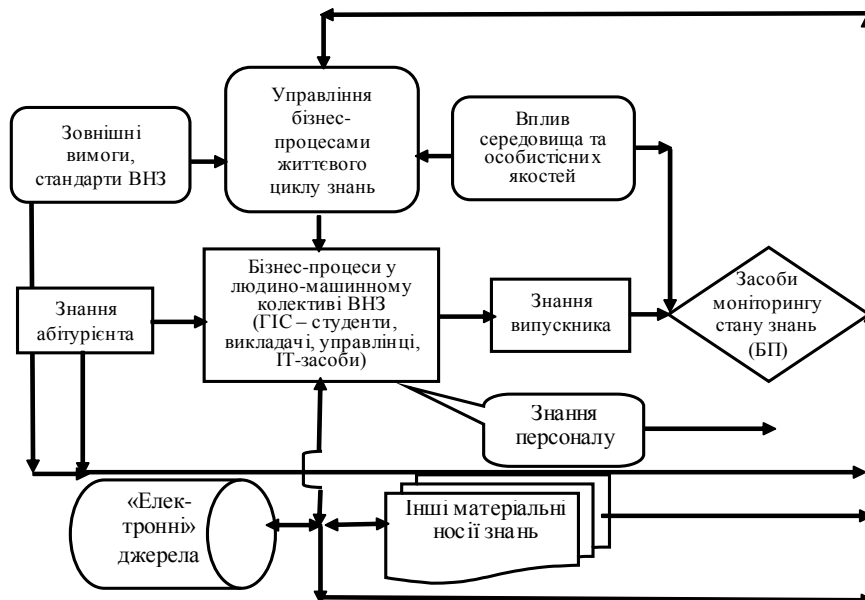 Управління
бізнес-
процесами
життєвого
циклу знань
Зовнішні
вимоги,
стандарти ВНЗ
Вплив
середовища та
особистісних
якостей
Знання
абітурієнта
Бізнес-процеси у
людино-машинному
колективі ВНЗ
(ГІС – студенти,
викладачі, управлінці,
ІТ-засоби)
Знання
випускника
Засоби
моніторингу
стану знань
(БП)
Знання
персоналу
«Елек-
тронні»
джерела
Інші матеріальні
носії знань